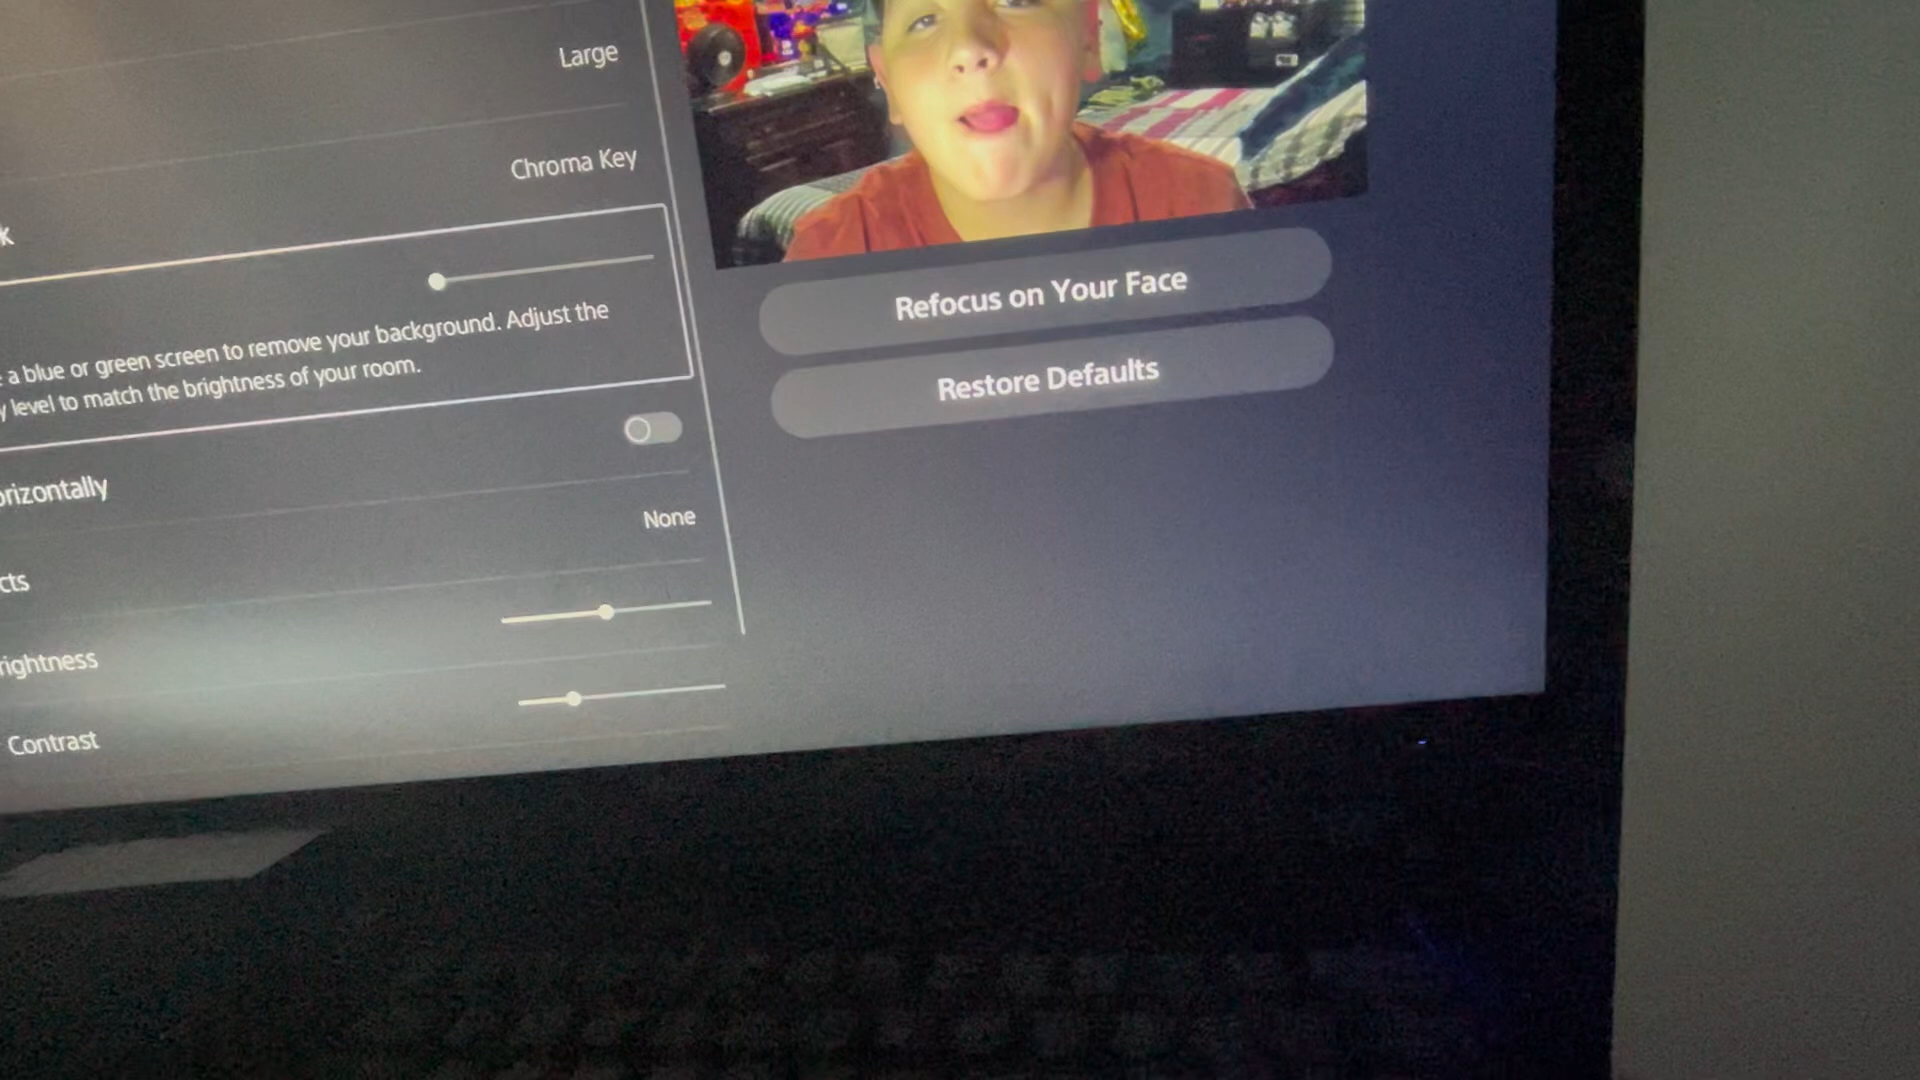 Large
Chroma Key
k
a blue or green screen to remove your background. Adjust the
y level to match the brightness of your room.
orizontally
None
cts
rightness
Contrast
Refocus on Your Face
Restore Defaults